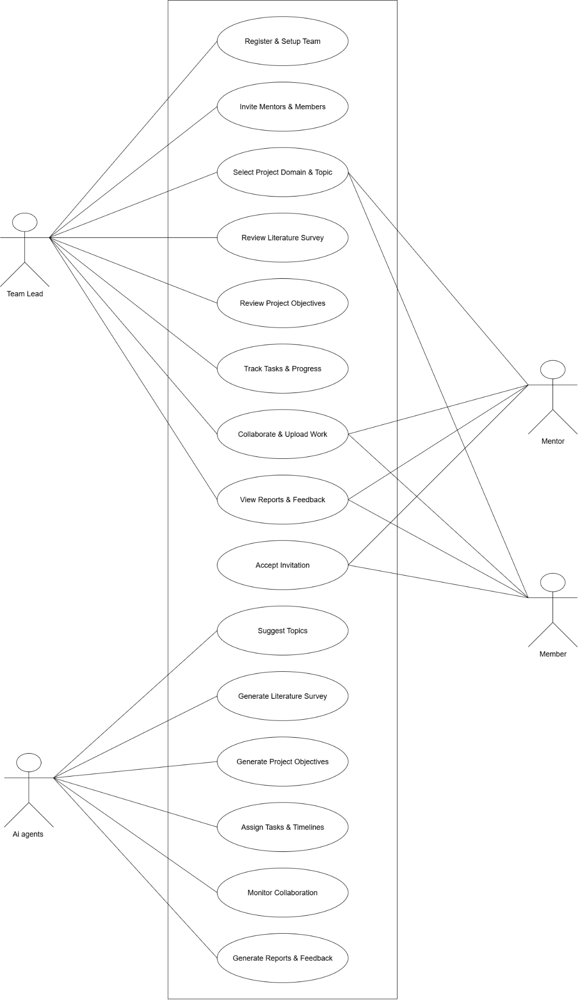 Register & Setup Team
Invite Mentors & Members
Select Project Domain & Topic
Review Literature Survey
Team Lead
Review Project Objectives
Track Tasks & Progress
Collaborate & Upload Work
Mentor
View Reports & Feedback
Accept Invitation
Suggest Topics
Member
Generate Literature Survey
Generate Project Objectives
Assign Tasks & Timelines
Ai agents
Monitor Collaboration
Generate Reports & Feedback